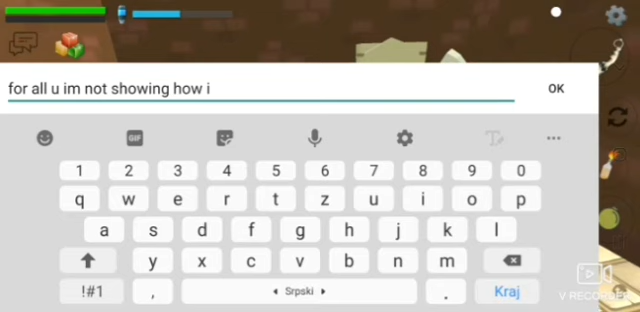 for all u im not showing how i
OK
GIF
1 2 3 4 5 6 7 8 9 0
q w e r t z u i o p
a s d f g h j k l
y x c v b n m
!#1 , Srpski . Kraj
V RECORDER